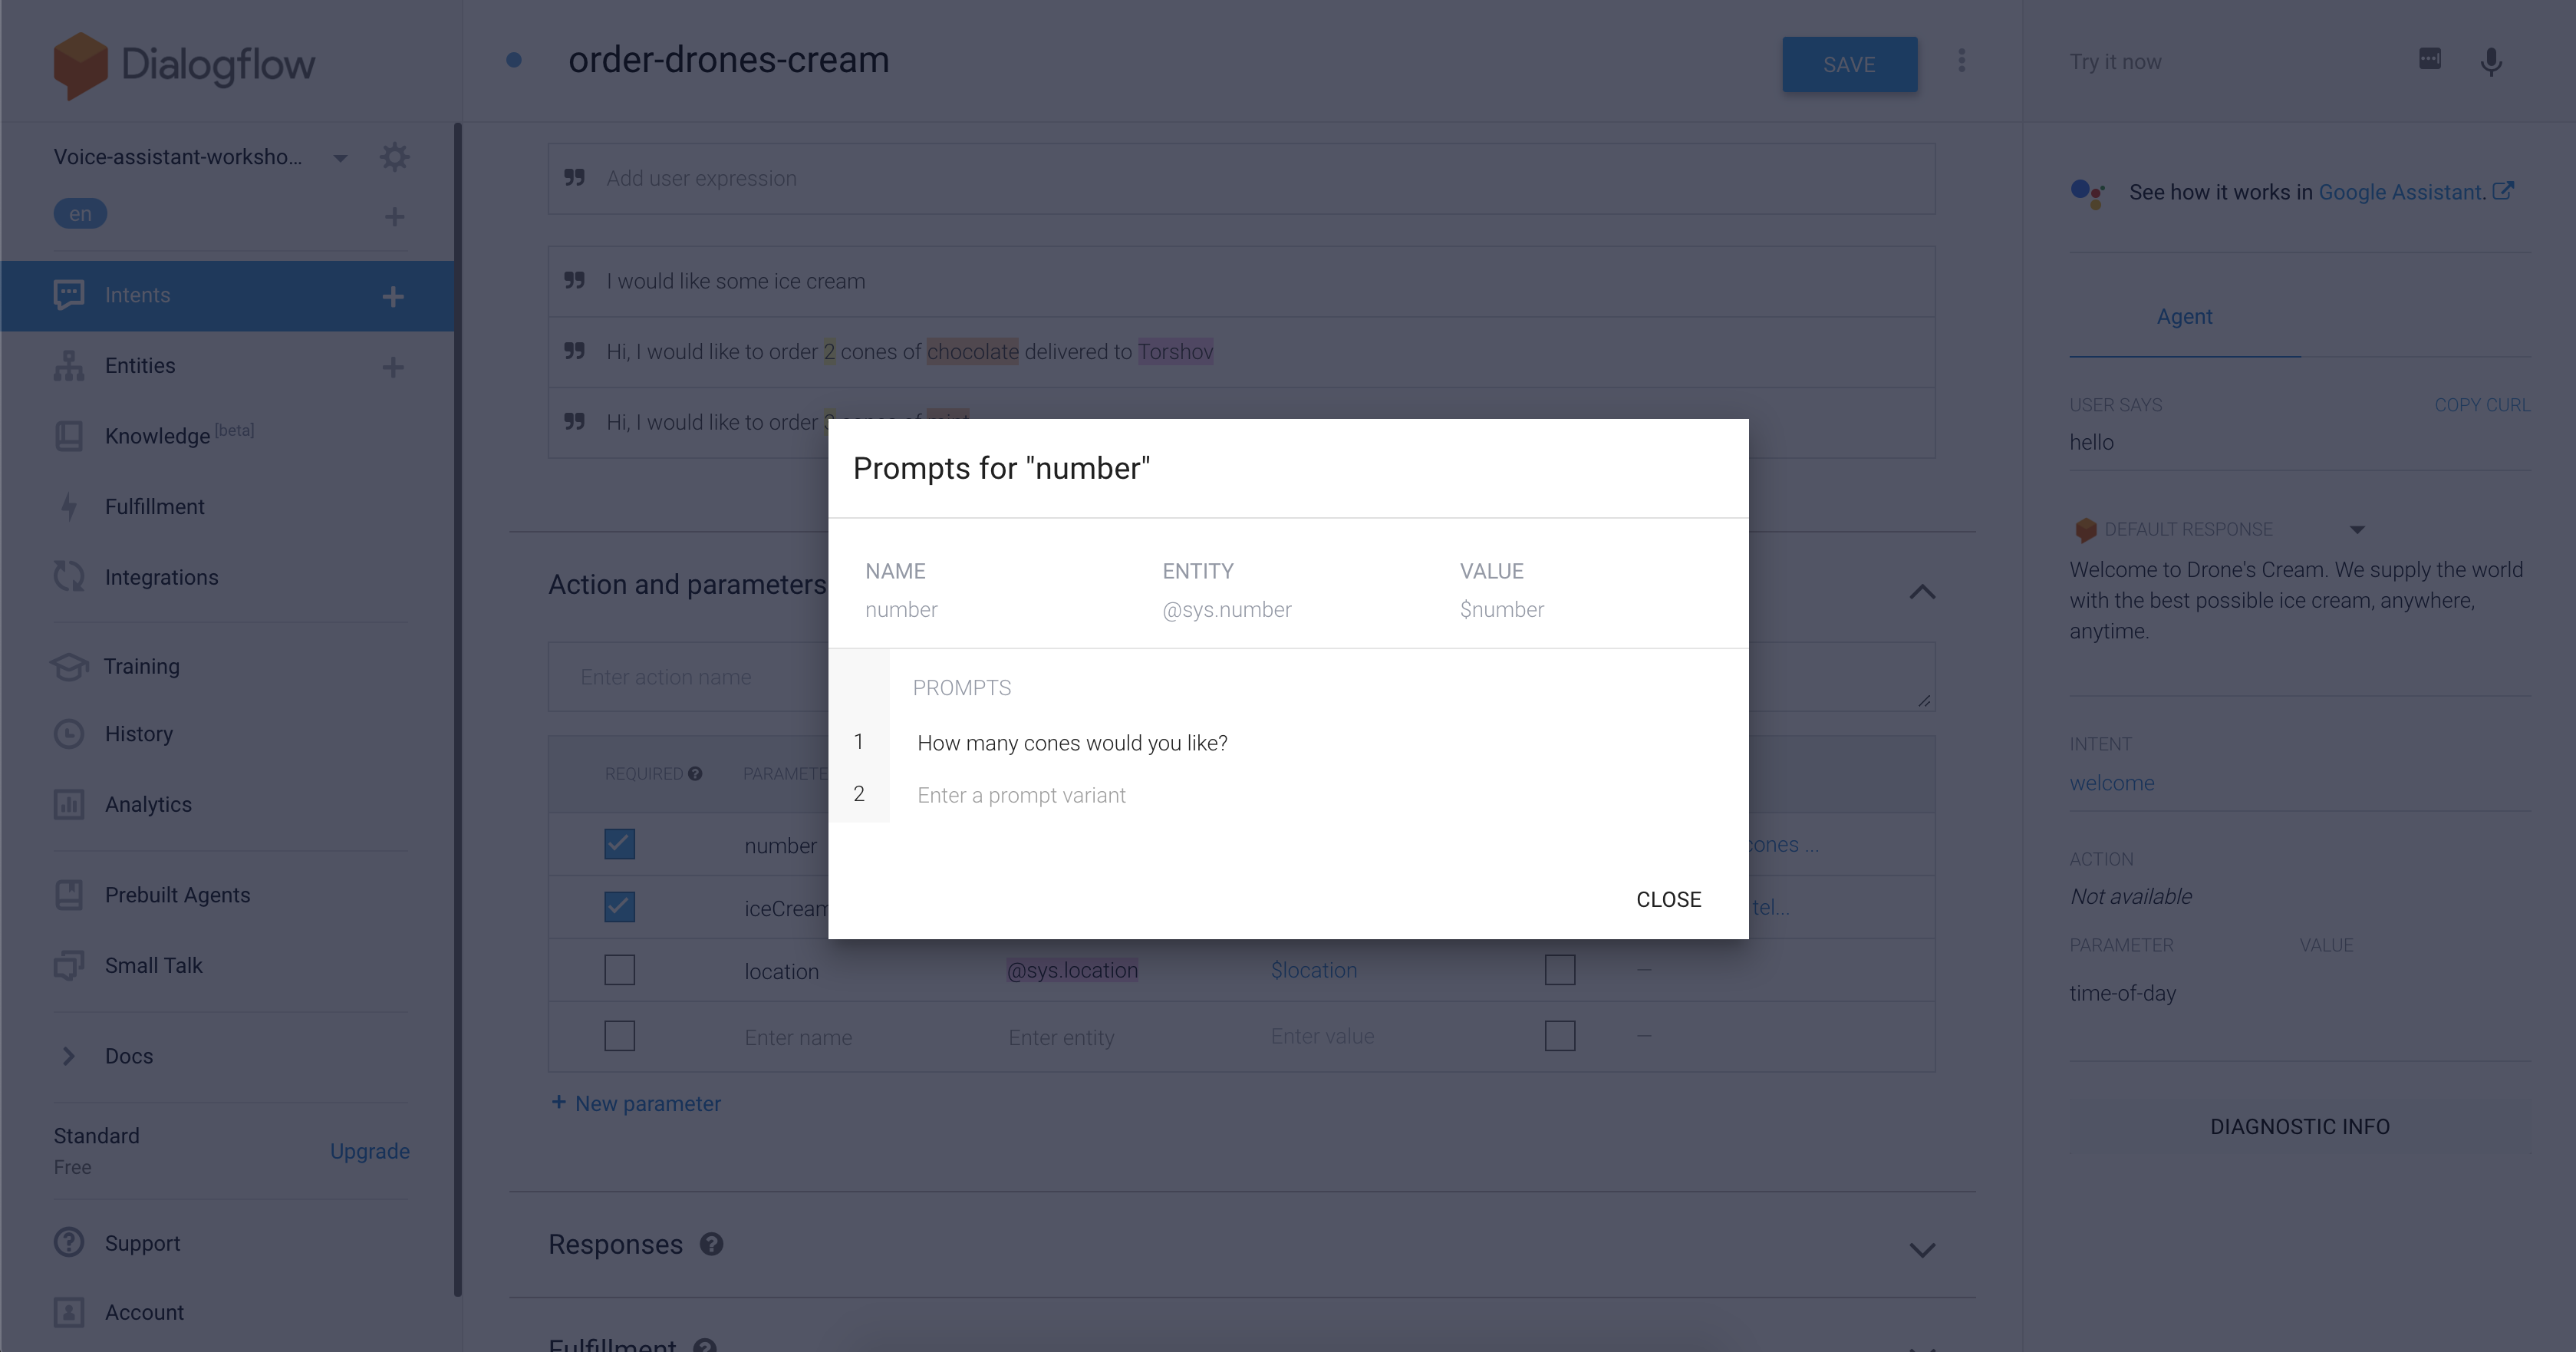 Dialogflow
Voice-assistant-worksho...
en
Intents
Entities
Knowledge [beta]
Fulfillment
Integrations
Training
History
Analytics
Prebuilt Agents
Small Talk
Docs
Standard
Free
Upgrade
Support
Account
order-drones-cream
SAVE
Add user expression
I would like some ice cream
Hi, I would like to order 2 cones of chocolate delivered to Torshov
Hi, I would like to order
Action and parameters
Enter action name
REQUIRED
number
location @sys.location $location —
Enter name Enter entity Enter value —
cones ...
tel...
+ New parameter
Responses
Fulfillment
Prompts for "number"
NAME ENTITY VALUE
number @sys.number $number
PROMPTS
1 How many cones would you like?
2 Enter a prompt variant
CLOSE
Try it now
See how it works in Google Assistant.
Agent
USER SAYS COPY CURL
hello
DEFAULT RESPONSE
Welcome to Drone's Cream. We supply the world
with the best possible ice cream, anywhere,
anytime.
INTENT
welcome
ACTION
Not available
PARAMETER VALUE
time-of-day
DIAGNOSTIC INFO